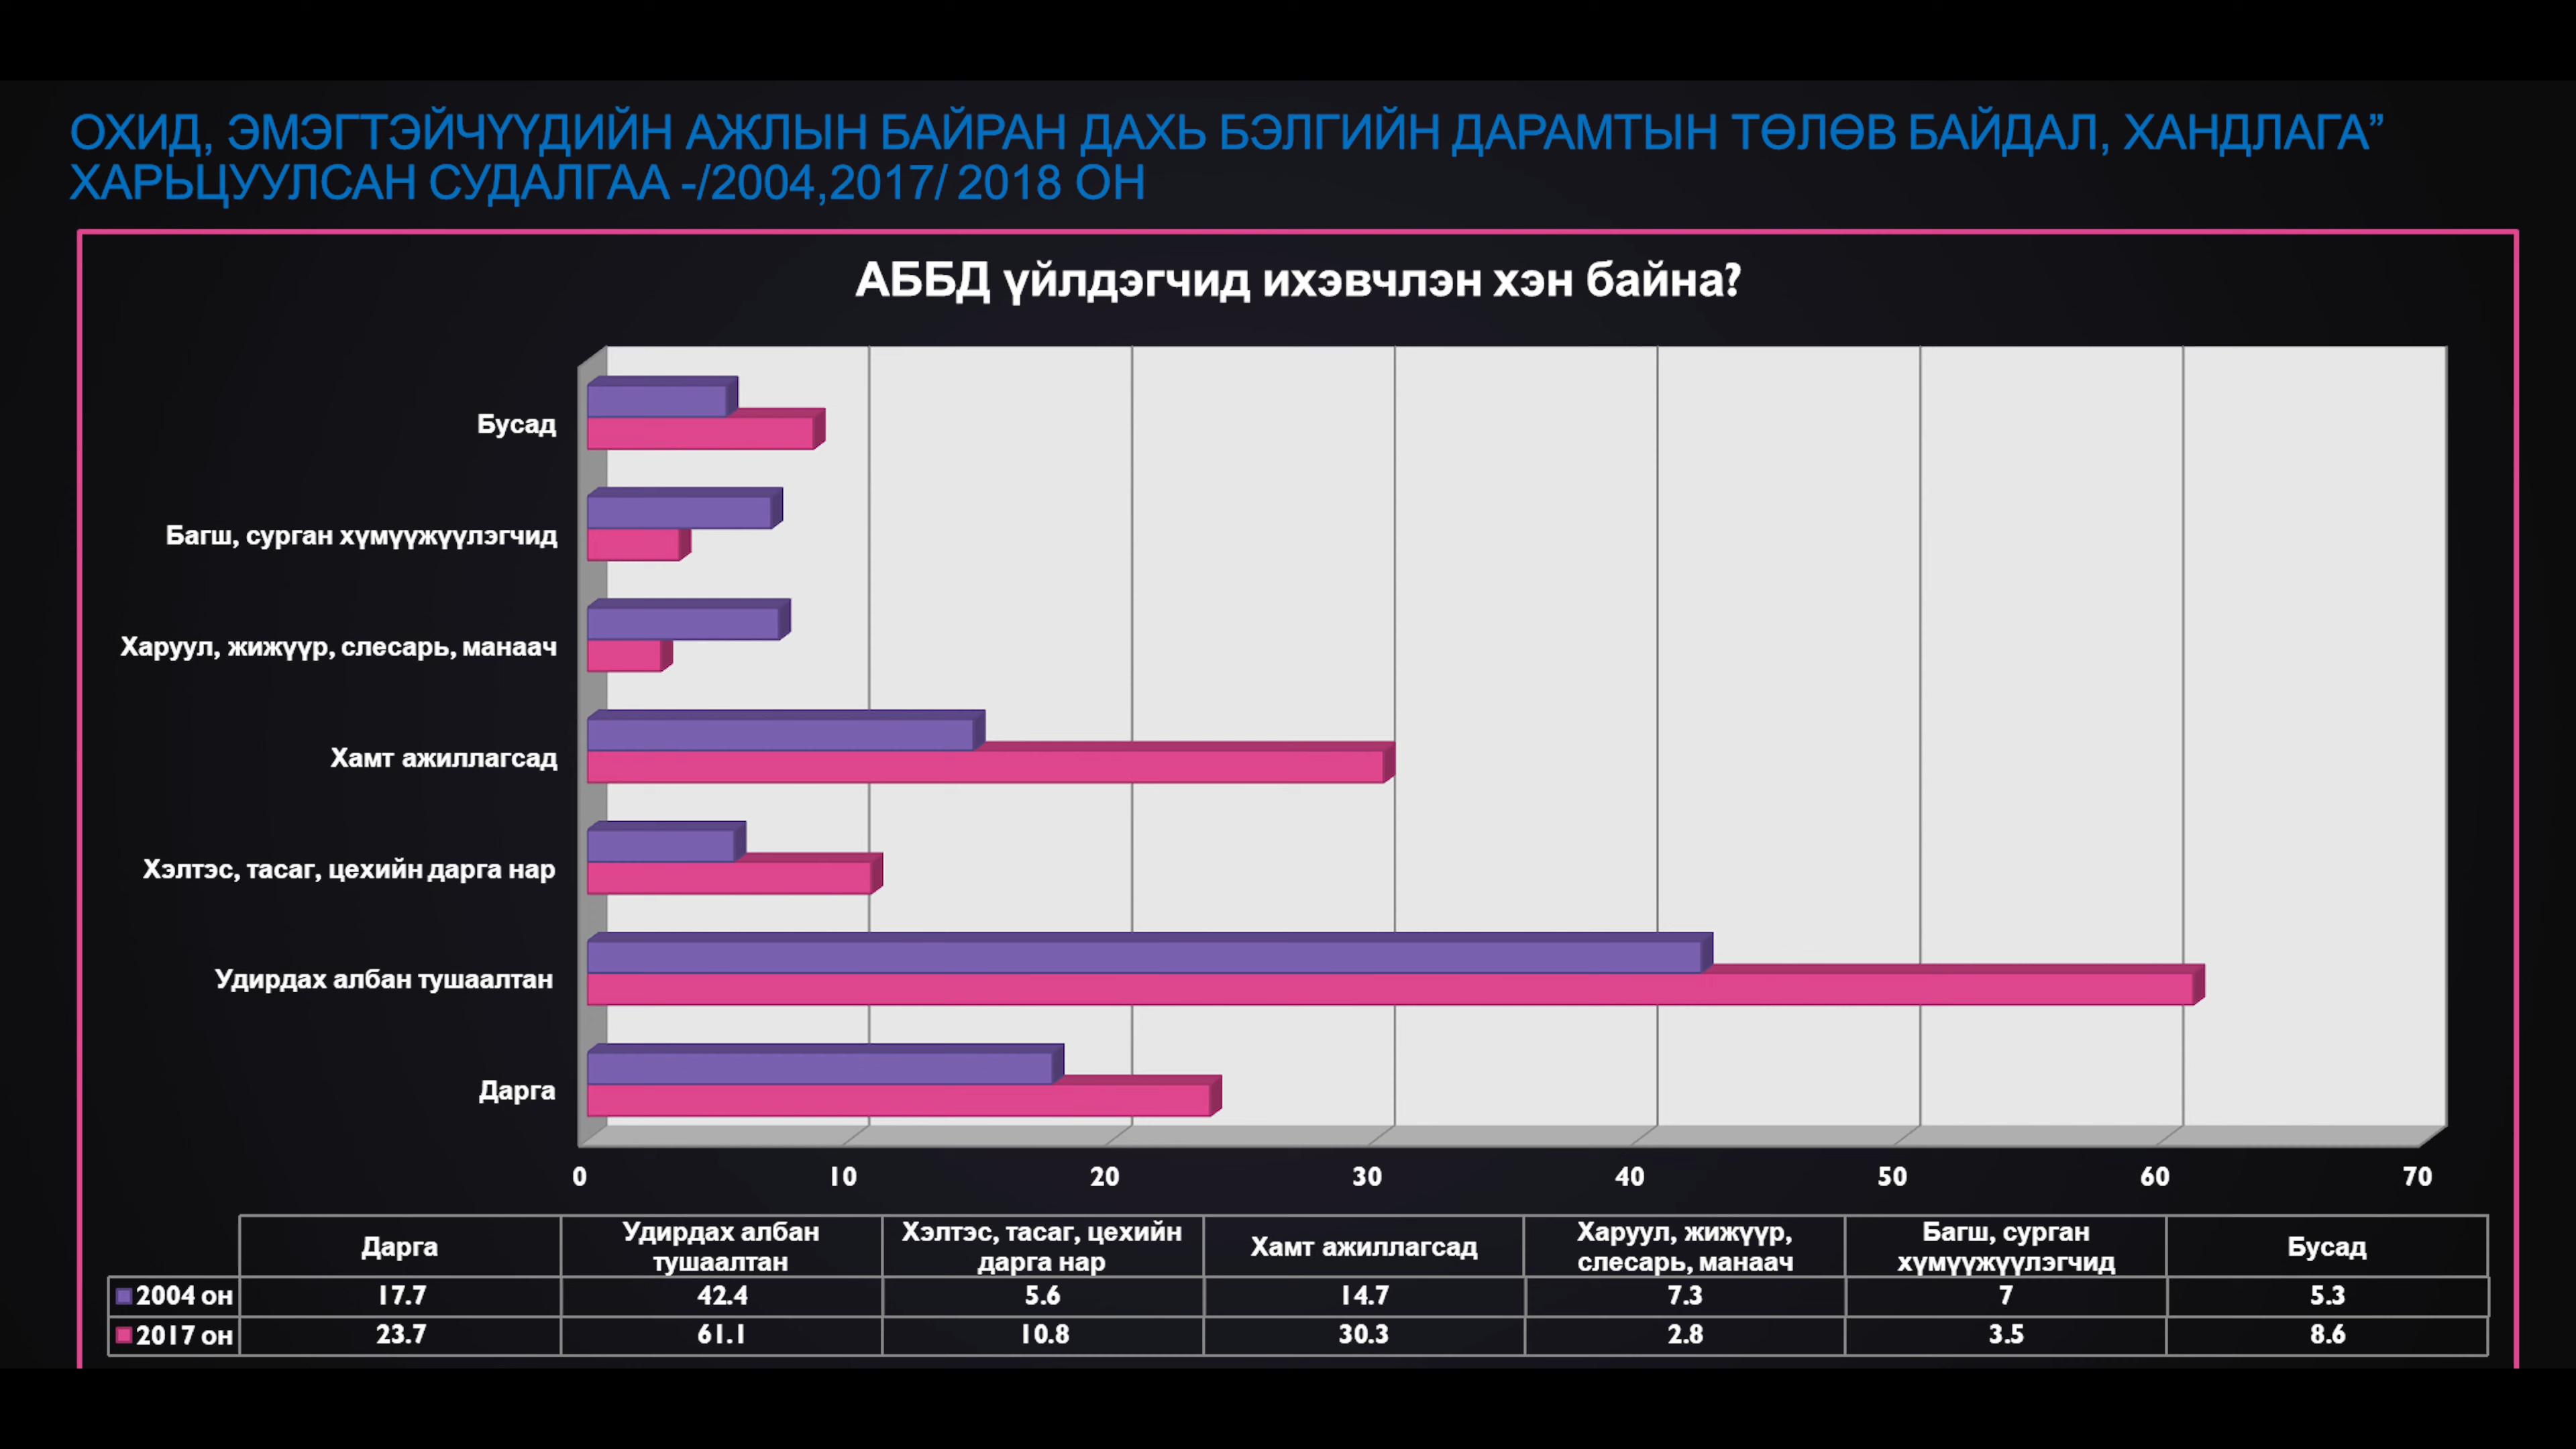 ОХИД, ЭМЭГТЭЙЧҮҮДИЙН АЖЛЫН БАЙРАН ДАХЬ БЭЛГИЙН ДАРАМТЫН ТӨЛӨВ БАЙДАЛ, ХАНДЛАГА”
ХАРЬЦУУЛСАН СУДАЛГАА -/2004,2017/ 2018 ОН
АББД үйлдэгчид ихэвчлэн хэн байна?
Бусад
Багш, сурган хүмүүжүүлэгчид
Харуул, жижүүр, слесарь, манаач
Хамт ажиллагсад
Хэлтэс, тасаг, цехийн дарга нар
Удирдах албан тушаалтан
Дарга
0 10 20 30 40 50 60 70
Дарга
Удирдах албан
тушаалтан
Хэлтэс, тасаг, цехийн
дарга нар
Хамт ажиллагсад
Харуул, жижүүр,
слесарь, манаач
Багш, сурган
хүмүүжүүлэгчид
Бусад
2004 он 17.7 42.4 5.6 14.7 7.3 7 5.3
2017 он 23.7 61.1 10.8 30.3 2.8 3.5 8.6